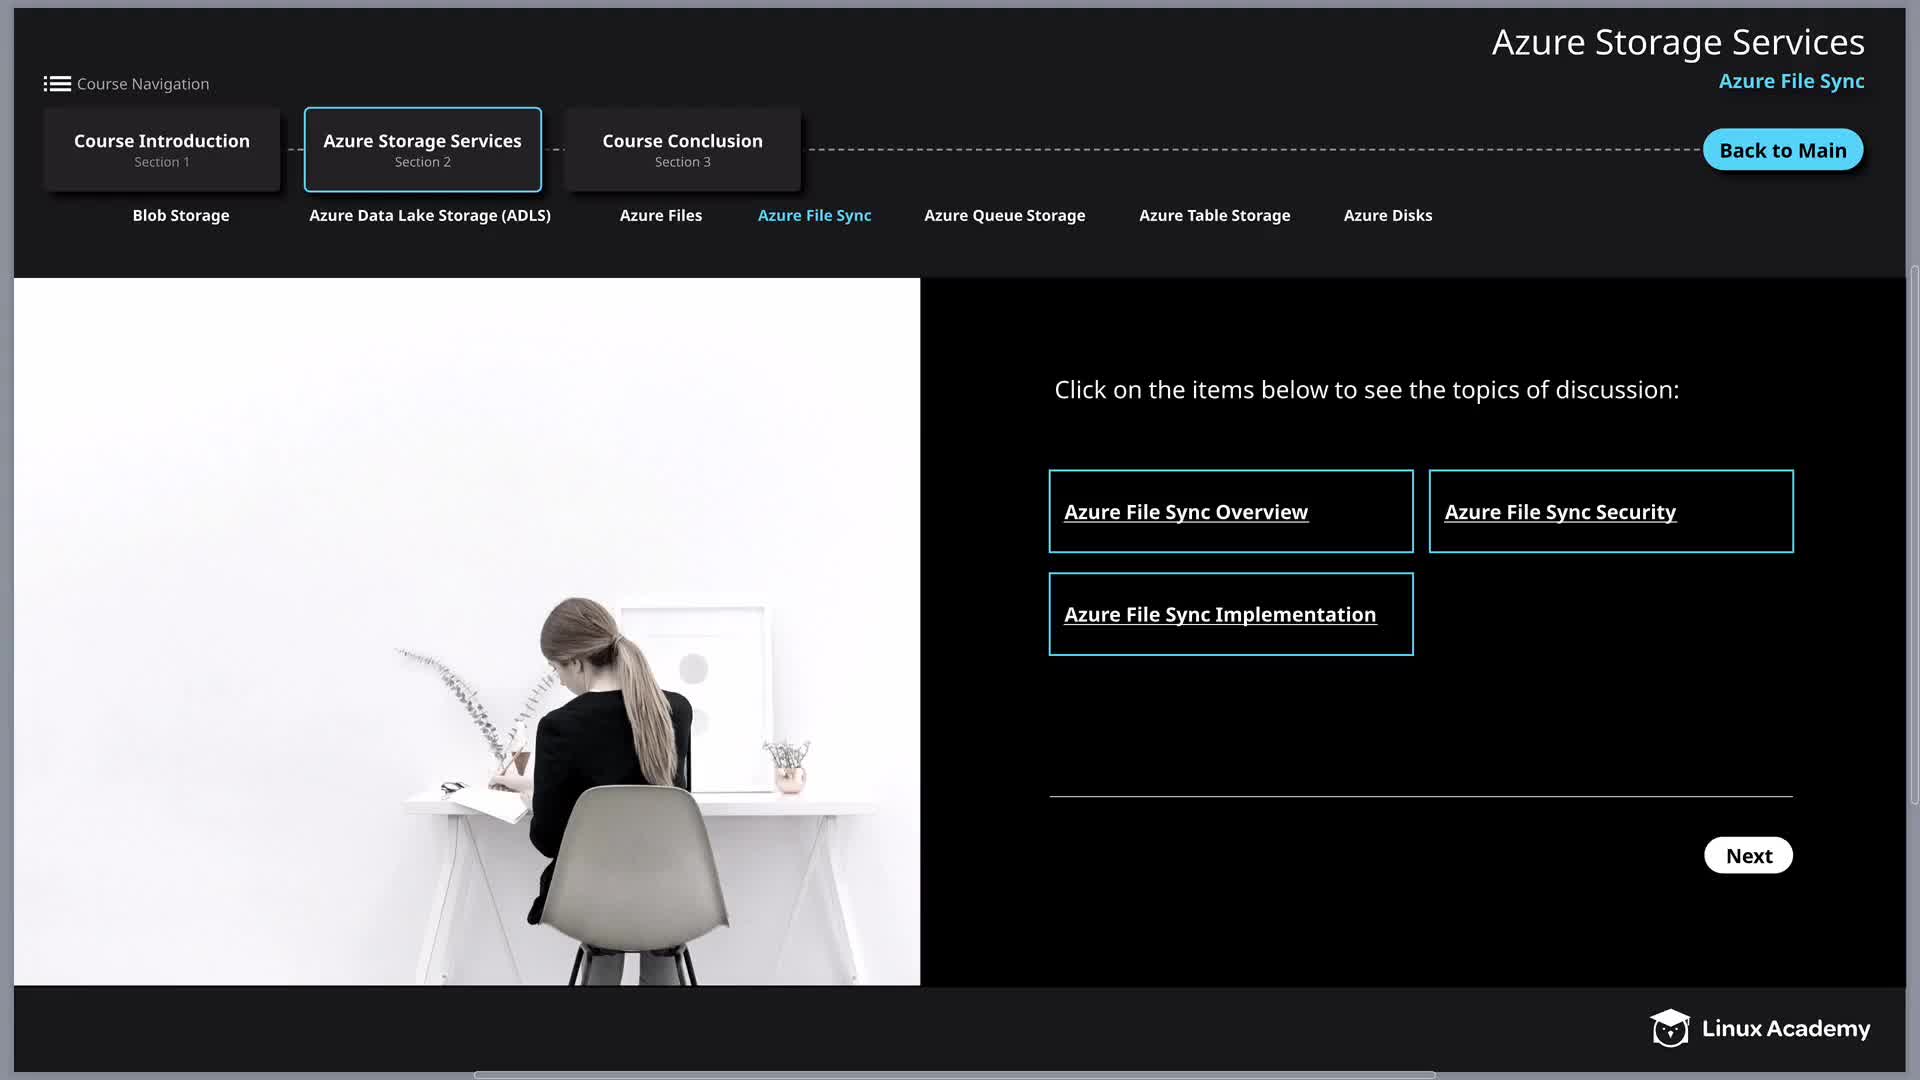 Azure Storage Services
Azure File Sync
Course Navigation
Course Introduction
Section 1
Azure Storage Services
Section 2
Course Conclusion
Section 3
Back to Main
Blob Storage
Azure Data Lake Storage (ADLS)
Azure Files
Azure File Sync
Azure Queue Storage
Azure Table Storage
Azure Disks
Click on the items below to see the topics of discussion:
Azure File Sync Overview
Azure File Sync Security
Azure File Sync Implementation
Next
Linux Academy